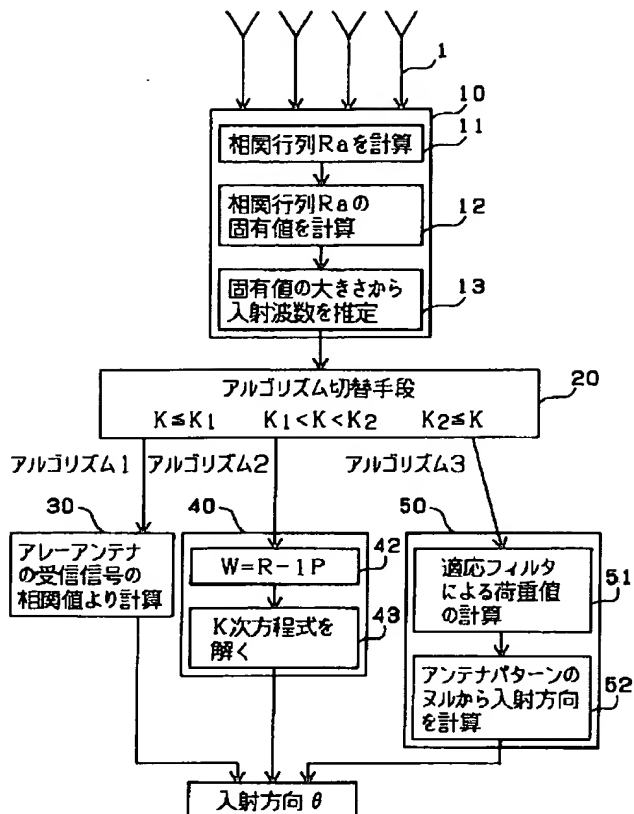 1
10
11
相関行列Raを計算
相関行列Raの
固有値を計算
12
固有値の大きさから
入射波数を推定
13
アルゴリズム切替手段
K≦K1 K1<K<K2 K2≦K
20
アルゴリズム1 アルゴリズム2 アルゴリズム3
30
アレーアンテナ
の受信信号の
相関値より計算
40
W=R-1P
42
K次方程式を
解く
43
50
適応フィルタ
による荷重値
の計算
51
アンテナパターンの
ヌルから入射方向
を計算
52
入射方向θ